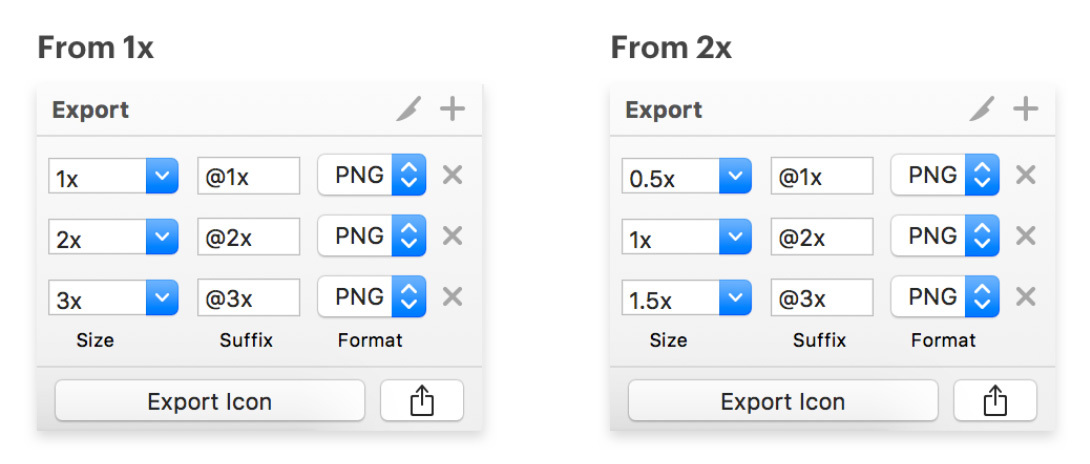 From 1x
Export
1x @1x PNG
2x @2x PNG
3x @3x PNG
Size Suffix Format
Export Icon
From 2x
Export
0.5x @1x PNG
1x @2x PNG
1.5x @3x PNG
Size Suffix Format
Export Icon